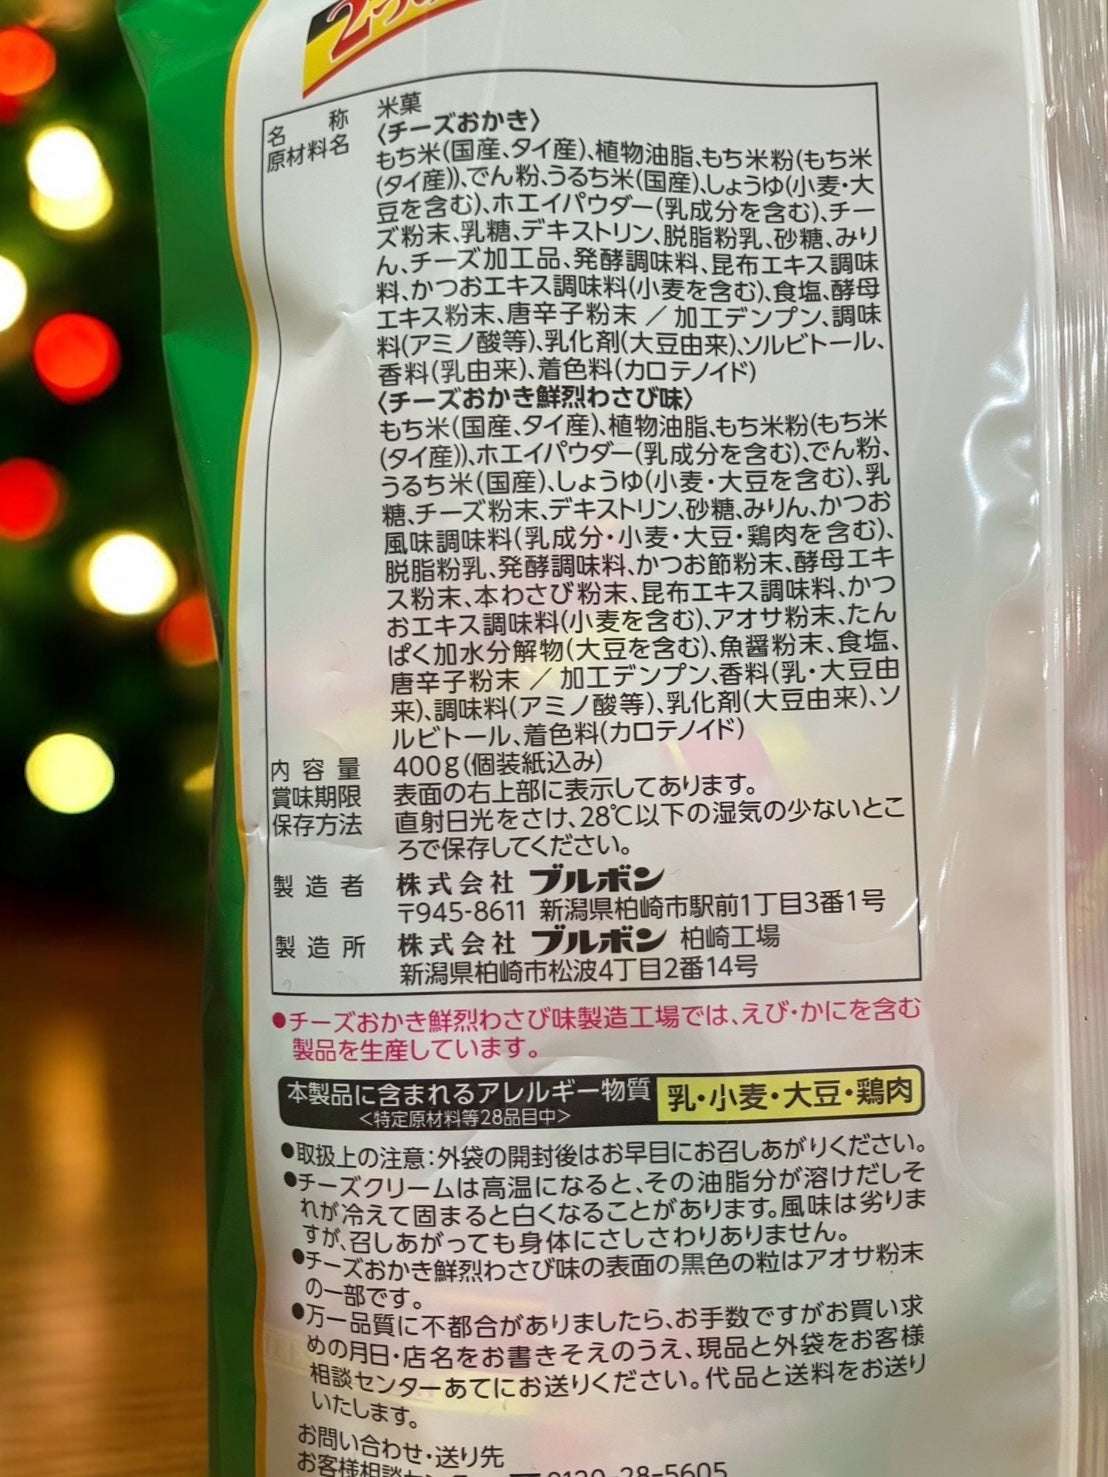 2つの
名称 米菓
原材料名 〈チーズおかき〉
もち米(国産、タイ産)、植物油脂、もち米粉(もち米
(タイ産))、でん粉、うるち米(国産)、しょうゆ(小麦・大
豆を含む)、ホエイパウダー(乳成分を含む)、チー
ズ粉末、乳糖、デキストリン、脱脂粉乳、砂糖、みり
ん、チーズ加工品、発酵調味料、昆布エキス調味
料、かつおエキス調味料(小麦を含む)、食塩、酵母
エキス粉末、唐辛子粉末／加工デンプン、調味
料(アミノ酸等)、乳化剤(大豆由来)、ソルビトール、
香料(乳由来)、着色料(カロテノイド)
〈チーズおかき鮮烈わさび味〉
もち米(国産、タイ産)、植物油脂、もち米粉(もち米
(タイ産))、ホエイパウダー(乳成分を含む)、でん粉、
うるち米(国産)、しょうゆ(小麦・大豆を含む)、乳
糖、チーズ粉末、デキストリン、砂糖、みりん、かつお
風味調味料(乳成分・小麦・大豆・鶏肉を含む)、
脱脂粉乳、発酵調味料、かつお節粉末、酵母エキ
ス粉末、本わさび粉末、昆布エキス調味料、かつ
おエキス調味料(小麦を含む)、アオサ粉末、たん
ぱく加水分解物(大豆を含む)、魚醤粉末、食塩、
唐辛子粉末／加工デンプン、香料(乳・大豆由
来)、調味料(アミノ酸等)、乳化剤(大豆由来)、ソ
ルビトール、着色料(カロテノイド)
内容量 400g(個装紙込み)
賞味期限 表面の右上部に表示してあります。
保存方法 直射日光をさけ、28℃以下の湿気の少ないとこ
ろで保存してください。
製造者 株式会社 ブルボン
〒945-8611 新潟県柏崎市駅前1丁目3番1号
製造所 株式会社 ブルボン 柏崎工場
新潟県柏崎市松波4丁目2番14号
●チーズおかき鮮烈わさび味製造工場では、えび・かにを含む
製品を生産しています。
本製品に含まれるアレルギー物質 乳・小麦・大豆・鶏肉
<特定原材料等28品目中>
●取扱上の注意：外袋の開封後はお早目にお召しあがりください。
●チーズクリームは高温になると、その油脂分が溶けだしそ
れが冷えて固まると白くなることがあります。風味は劣りま
すが、召しあがっても身体にさしさわりありません。
●チーズおかき鮮烈わさび味の表面の黒色の粒はアオサ粉末
の一部です。
●万一品質に不都合がありましたら、お手数ですがお買い求
めの月日・店名をお書きそえのうえ、現品と外袋をお客様
相談センターあてにお送りください。代品と送料をお送り
いたします。
お問い合わせ・送り先
お客様相談センター 0120-28-5605